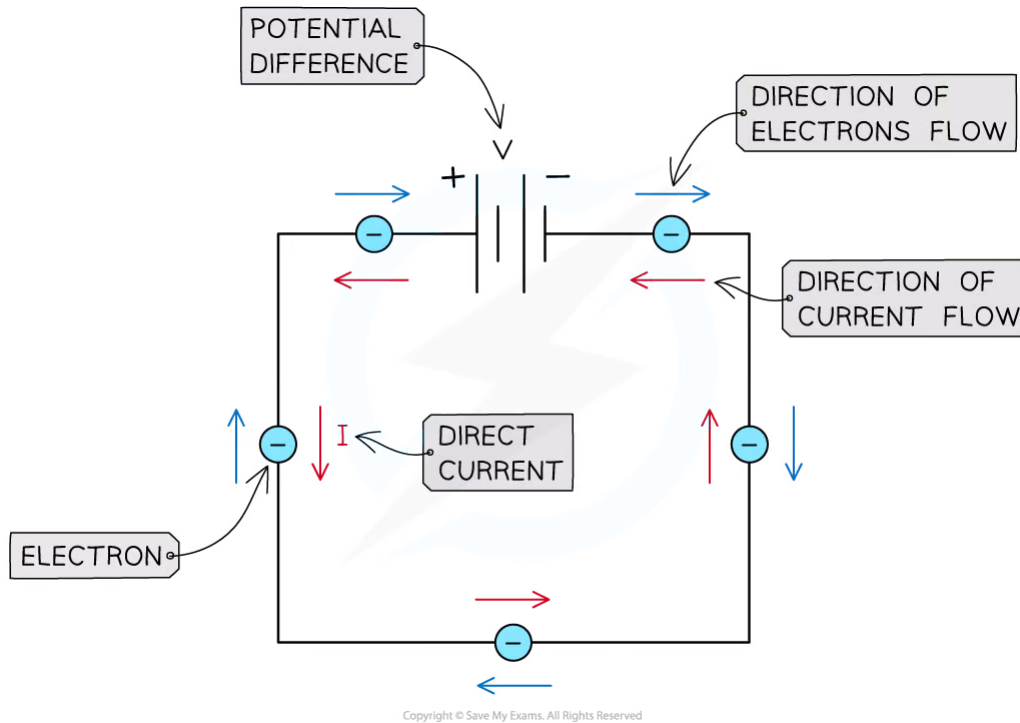 POTENTIAL
DIFFERENCE
DIRECTION OF
ELECTRONS FLOW
V
+ −
− −
DIRECTION OF
CURRENT FLOW
I
DIRECT
CURRENT
− −
ELECTRON
−
Copyright © Save My Exams. All Rights Reserved